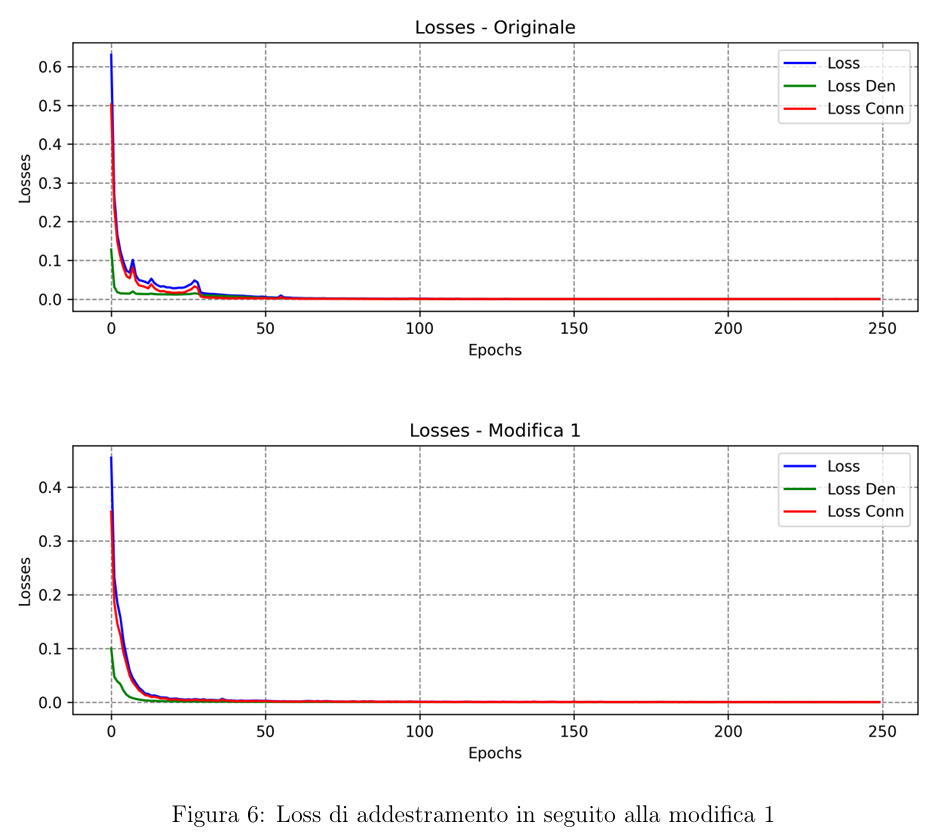 Losses - Originale
Loss
Loss Den
Loss Conn
Losses
0.6
0.5
0.4
0.3
0.2
0.1
0.0
0 50 100 150 200 250
Epochs
Losses - Modifica 1
Loss
Loss Den
Loss Conn
Losses
0.4
0.3
0.2
0.1
0.0
0 50 100 150 200 250
Epochs
Figura 6: Loss di addestramento in seguito alla modifica 1